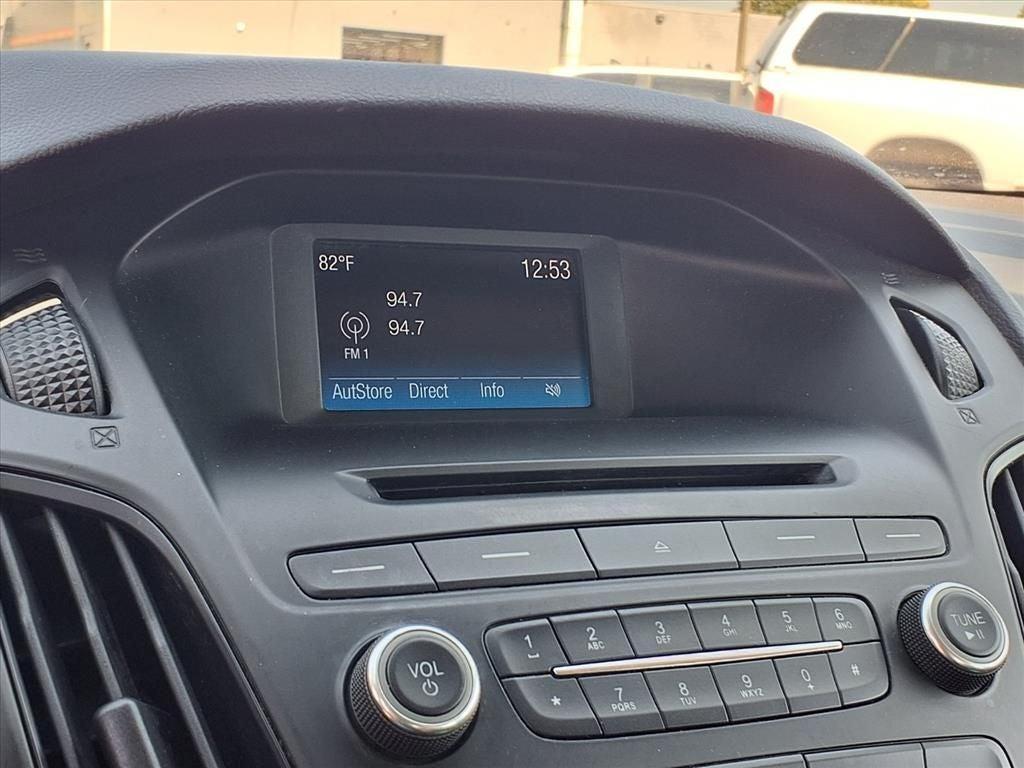 82°F 12:53
94.7
94.7
FM 1
AutStore Direct Info
1 2 ABC 3 DEF 4 GHI 5 JKL 6 MNO
* 7 PQRS 8 TUV 9 WXYZ 0 + #
VOL
TUNE